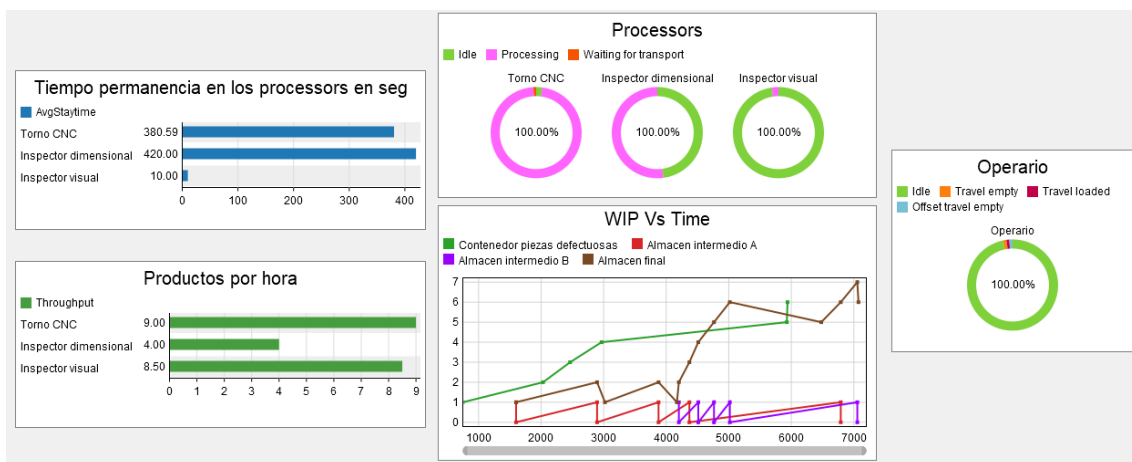 Tiempo permanencia en los processors en seg
AvgStaytime
Torno CNC 380.59
Inspector dimensional 420.00
Inspector visual 10.00
0 100 200 300 400
Productos por hora
Throughput
Torno CNC 9.00
Inspector dimensional 4.00
Inspector visual 8.50
0 1 2 3 4 5 6 7 8 9
Processors
Idle Processing Waiting for transport
Torno CNC Inspector dimensional Inspector visual
100.00% 100.00% 100.00%
WIP Vs Time
Contenedor piezas defectuosas Almacen intermedio A
Almacen intermedio B Almacen final
7
6
5
4
3
2
1
0
1000 2000 3000 4000 5000 6000 7000
Operario
Idle Travel empty Travel loaded
Offset travel empty
Operario
100.00%